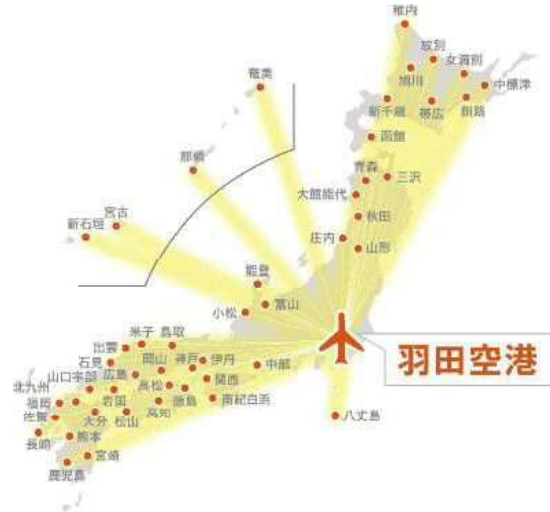 稚内
紋別
女満別
旭川
中標津
新千歳
帯広
釧路
函館
奄美
那覇
青森
三沢
大館能代
宮古
新石垣
秋田
庄内
山形
能登
富山
小松
米子
鳥取
出雲
石見
岡山
神戸
伊丹
中部
羽田空港
山口宇部
広島
高松
関西
北九州
岩国
徳島
南紀白浜
福岡
佐賀
大分
松山
高知
八丈島
長崎
熊本
宮崎
鹿児島